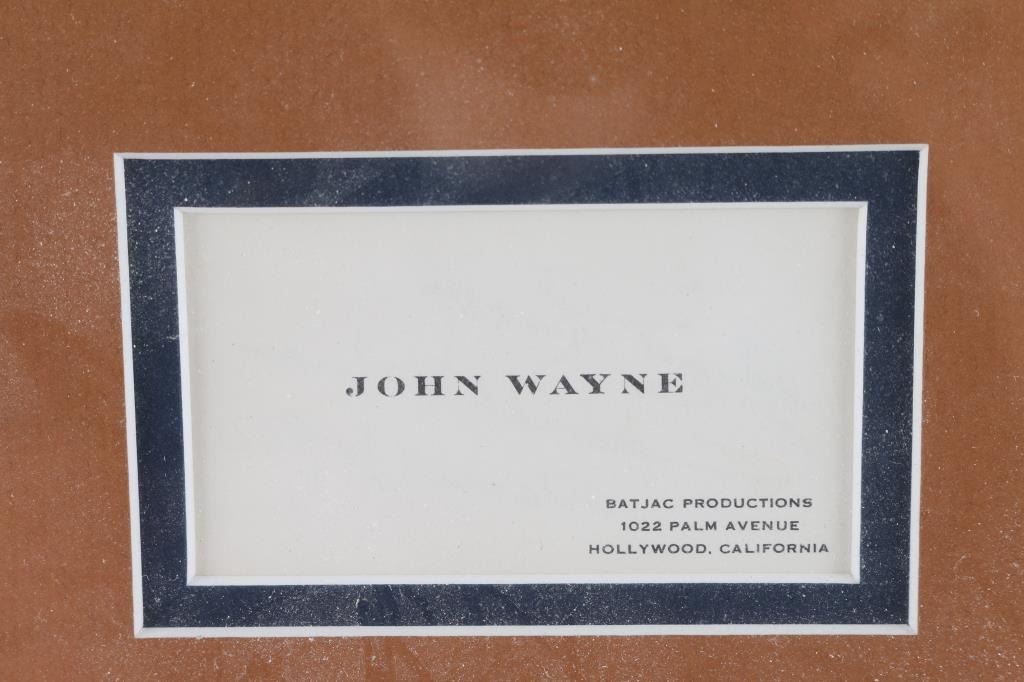 JOHN WAYNE
BATJAC PRODUCTIONS
1022 PALM AVENUE
HOLLYWOOD, CALIFORNIA